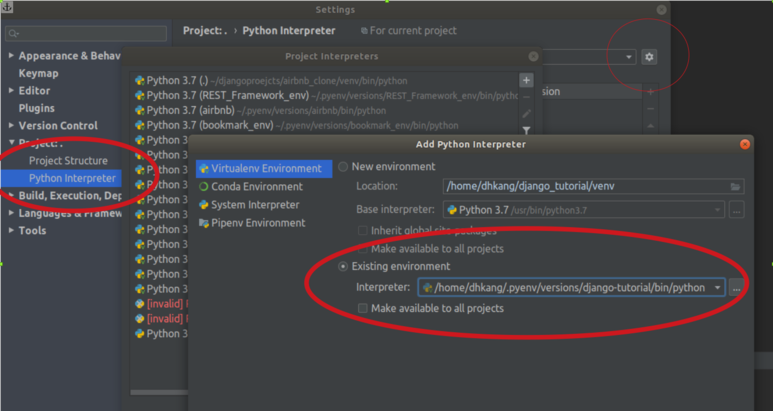 Settings
Project: . › Python Interpreter
For current project
Appearance & Behav
Keymap
Editor
Plugins
Version Control
Project: .
Project Structure
Python Interpreter
Build, Execution, Dep
Languages & Framew
Tools
Project Interpreters
Python 3.7 (.) ~/djangoproejcts/airbnb_clone/venv/bin/python
Python 3.7 (REST_Framework_env) ~/.pyenv/versions/REST_Framework_env/bin/pytho
Python 3.7 (airbnb) ~/.pyenv/versions/airbnb/bin/python
Python 3.7 (bookmark_env) ~/.pyenv/versions/bookmark_env/bin/python
Python 3
Python 3
Python 3
Python 3
Python 3
Python 3
Python 3
Python 3
Python 3
Python 3
Python 3
[invalid]
[invalid]
Python 3
sion
Add Python Interpreter
Virtualenv Environment
Conda Environment
System Interpreter
Pipenv Environment
New environment
Location: /home/dhkang/django_tutorial/venv
Base interpreter: Python 3.7 /usr/bin/python3.7
Inherit global site-packages
Make available to all projects
Existing environment
Interpreter: /home/dhkang/.pyenv/versions/django-tutorial/bin/python
Make available to all projects